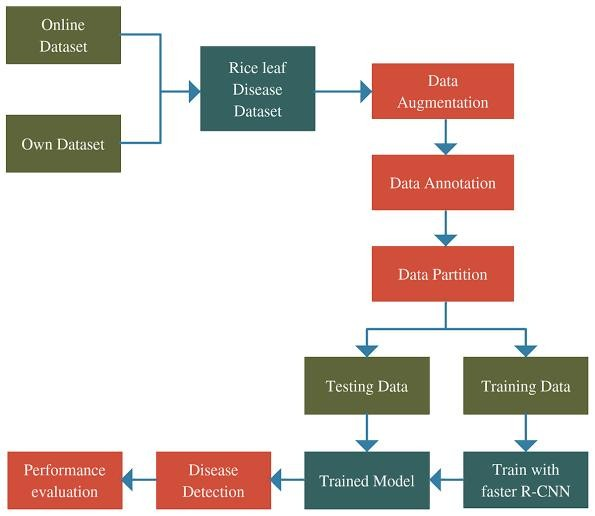 Online
Dataset
Own Dataset
Rice leaf
Disease
Dataset
Data
Augmentation
Data Annotation
Data Partition
Testing Data
Training Data
Performance
evaluation
Disease
Detection
Trained Model
Train with
faster R-CNN